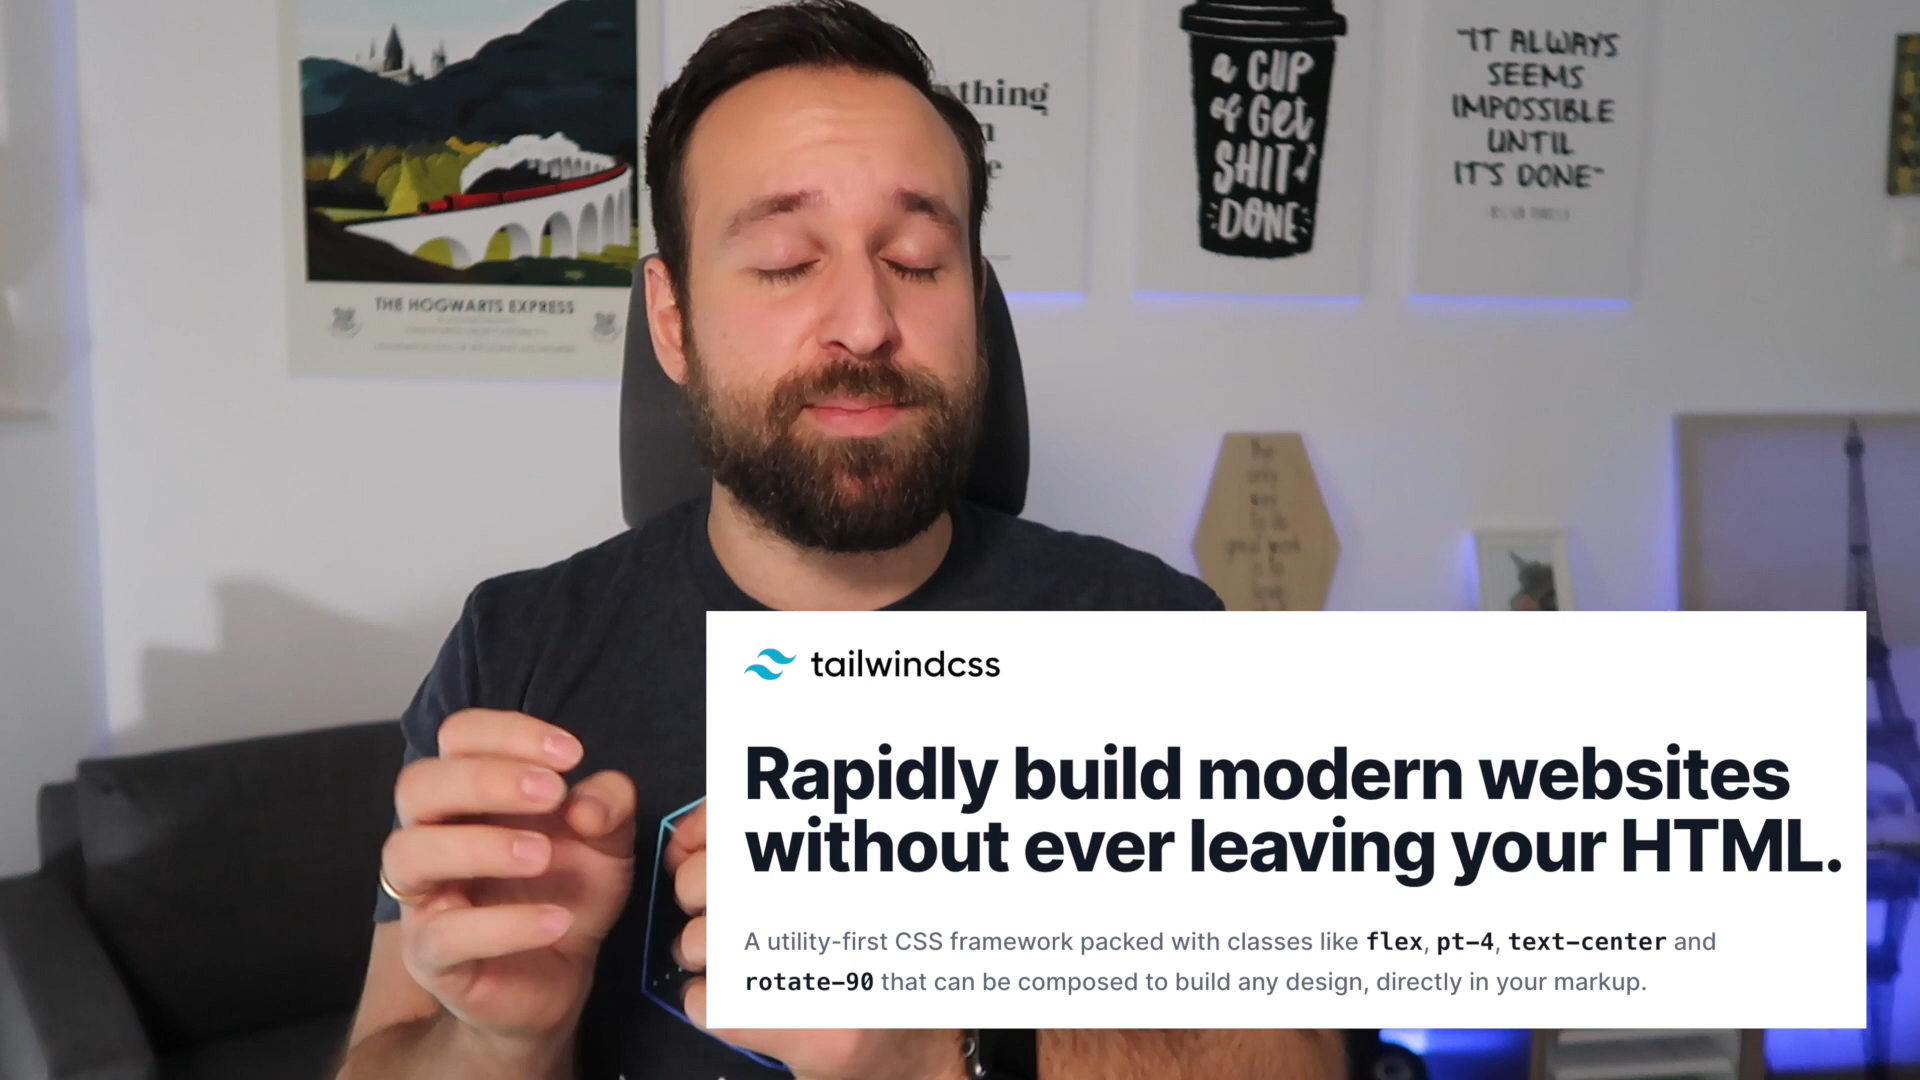 THE HOGWARTS EXPRESS
thing
a CUP
of GEt
SHIT
DONE
"IT ALWAYS
SEEMS
IMPOSSIBLE
UNTIL
IT'S DONE"
tailwindcss
Rapidly build modern websites
without ever leaving your HTML.
A utility-first CSS framework packed with classes like flex, pt-4, text-center and
rotate-90 that can be composed to build any design, directly in your markup.